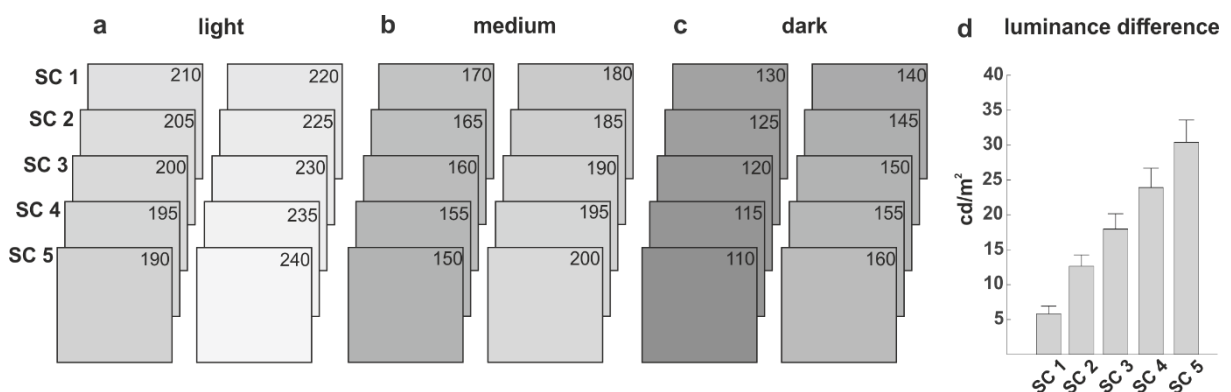 a light
SC 1 210 220
SC 2 205 225
SC 3 200 230
SC 4 195 235
SC 5 190 240
b medium
170 180
165 185
160 190
155 195
150 200
c dark
130 140
125 145
120 150
115 155
110 160
d luminance difference
cd/m²
40
35
30
25
20
15
10
5
SC 1 SC 2 SC 3 SC 4 SC 5